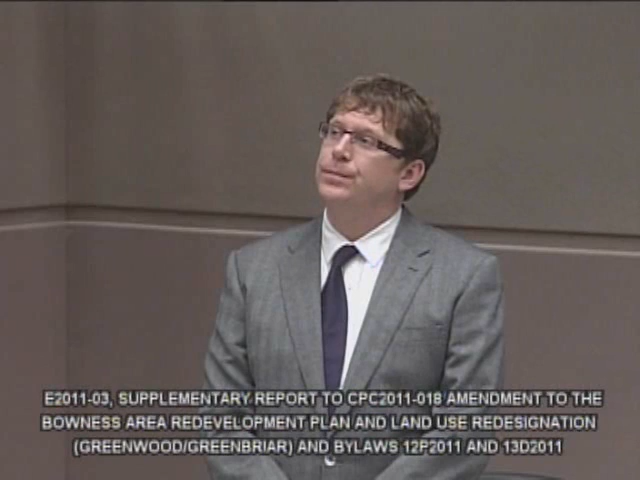 E2011-03, SUPPLEMENTARY REPORT TO CPC2011-018 AMENDMENT TO THE
BOWNESS AREA REDEVELOPMENT PLAN AND LAND USE REDESIGNATION
(GREENWOOD/GREENBRIAR) AND BYLAWS 12P2011 AND 13D2011